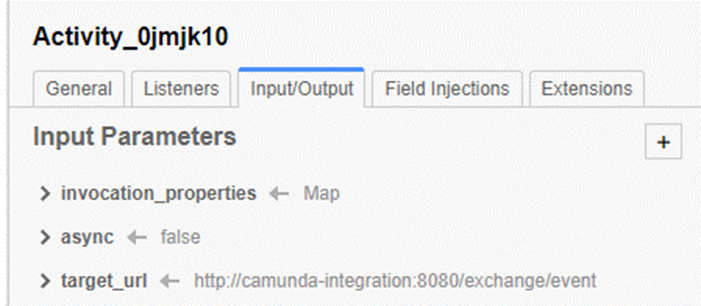 Activity_0jmjk10
General Listeners Input/Output Field Injections Extensions
Input Parameters +
invocation_properties ← Map
async ← false
target_url ← http://camunda-integration:8080/exchange/event